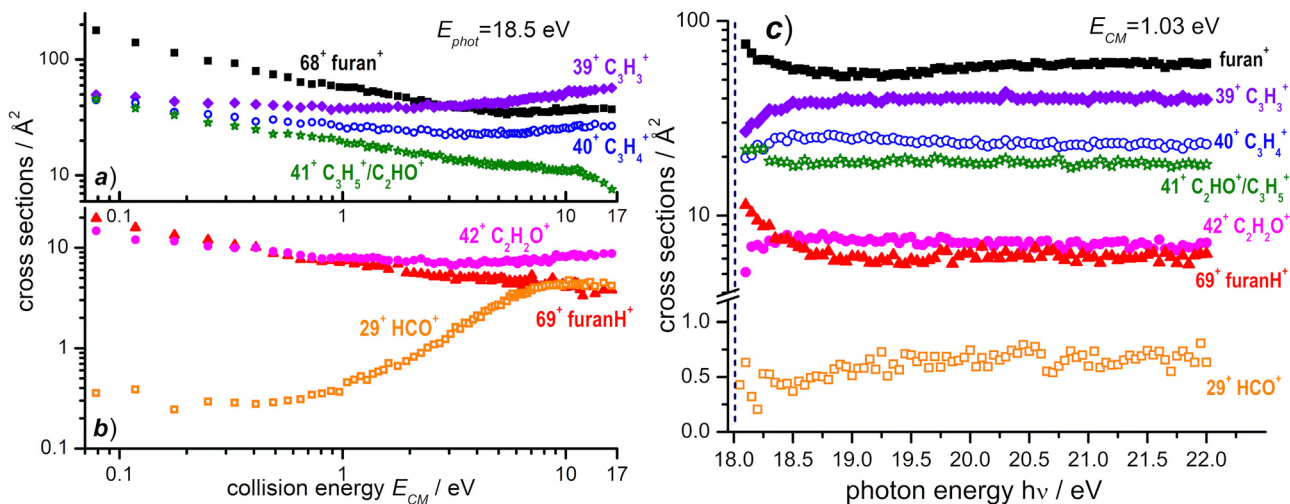 E_phot=18.5 eV
68⁺ furan⁺
39⁺ C₃H₃⁺
40⁺ C₃H₄⁺
41⁺ C₃H₅⁺/C₂HO⁺
a)
100
10
0.1
1
10
17
cross sections / Å²
42⁺ C₂H₂O⁺
29⁺ HCO⁺
69⁺ furanH⁺
b)
10
1
0.1
0.1
1
10
17
collision energy E_CM / eV
c)
E_CM=1.03 eV
furan⁺
39⁺ C₃H₃⁺
40⁺ C₃H₄⁺
41⁺ C₂HO⁺/C₃H₅⁺
42⁺ C₂H₂O⁺
69⁺ furanH⁺
29⁺ HCO⁺
100
10
1.0
0.5
0.0
cross sections / Å²
18.0 18.5 19.0 19.5 20.0 20.5 21.0 21.5 22.0
photon energy hν / eV